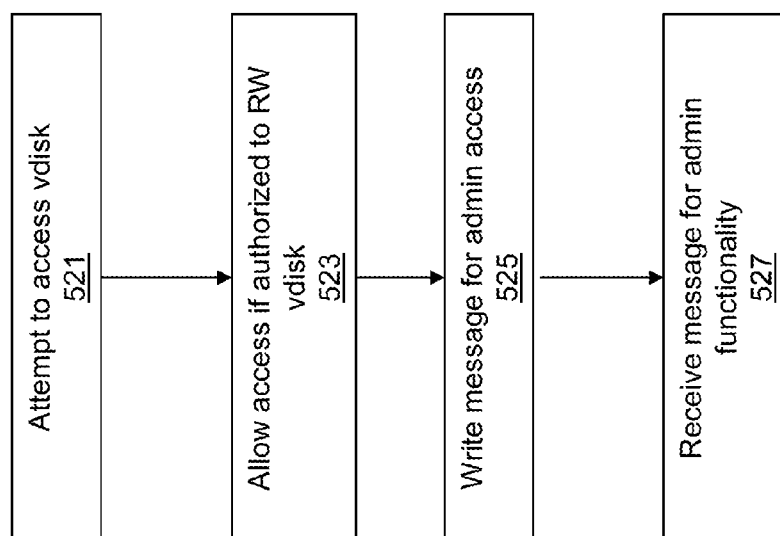 Attempt to access vdisk
521
Allow access if authorized to RW
vdisk
523
Write message for admin access
525
Receive message for admin
functionality
527